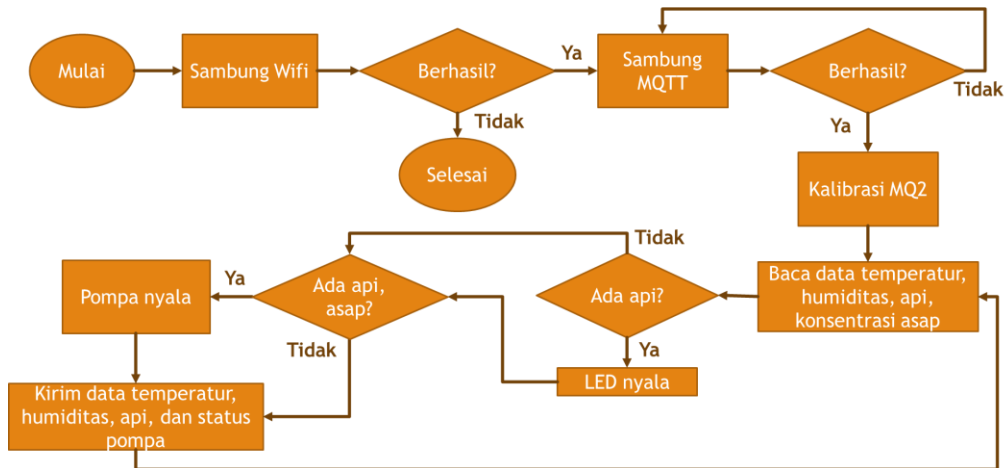 Mulai
Sambung Wifi
Berhasil?
Ya
Sambung
MQTT
Berhasil?
Tidak
Tidak
Ya
Selesai
Kalibrasi MQ2
Tidak
Baca data temperatur,
humiditas, api,
konsentrasi asap
Ada api?
Ya
LED nyala
Ada api,
asap?
Ya
Tidak
Pompa nyala
Kirim data temperatur,
humiditas, api, dan status
pompa